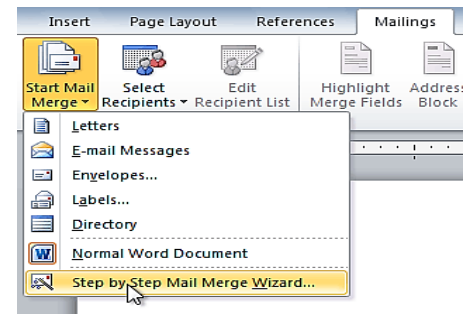 Insert Page Layout References Mailings
Start Mail Merge Select Recipients Edit Recipient List Highlight Merge Fields Address Block
Letters
E-mail Messages
Envelopes...
Labels...
Directory
Normal Word Document
Step by Step Mail Merge Wizard...